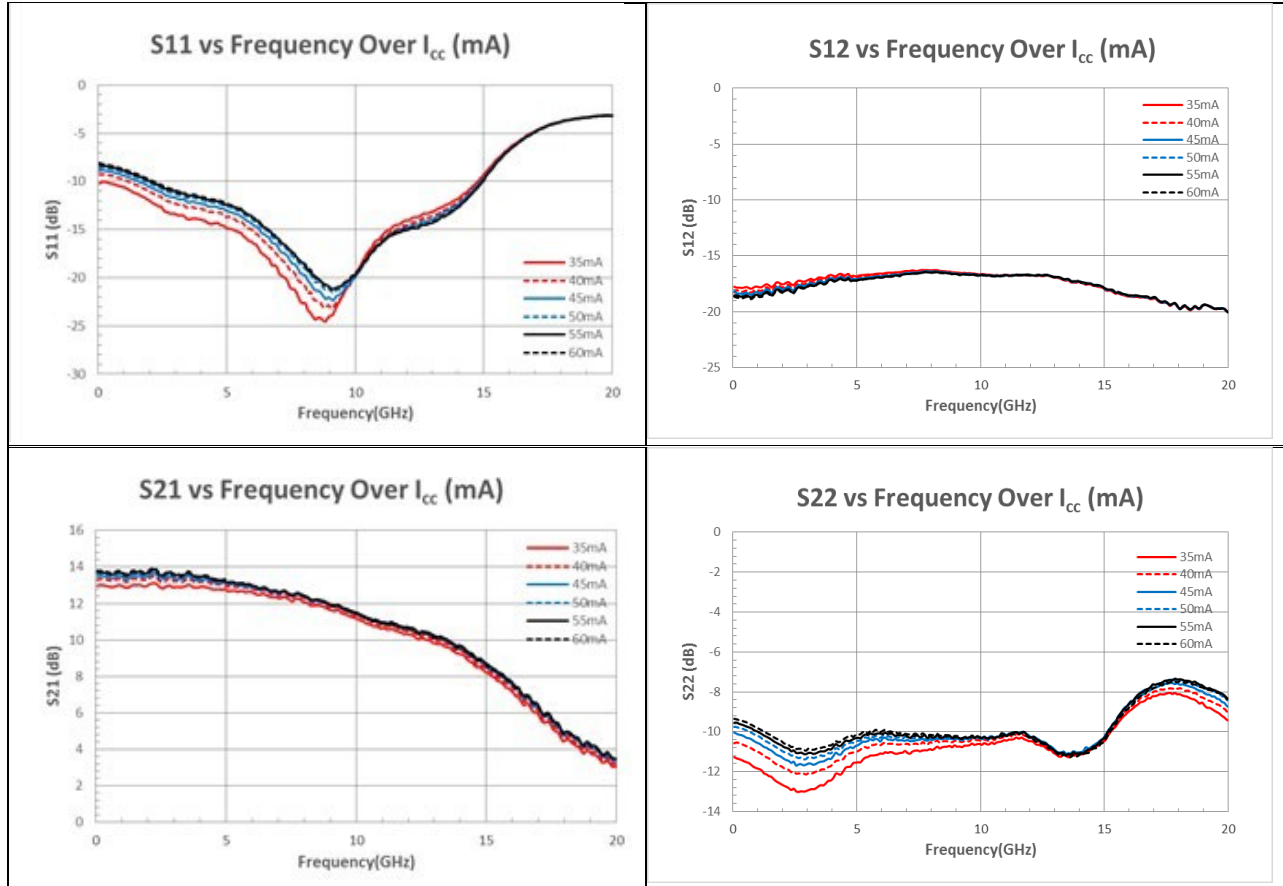 S11 vs Frequency Over Icc (mA)
0
-5
-10
-15
-20
-25
-30
S11 (dB)
35mA
40mA
45mA
50mA
55mA
60mA
0 5 10 15 20
Frequency(GHz)
S12 vs Frequency Over Icc (mA)
0
-5
-10
-15
-20
-25
S12 (dB)
35mA
40mA
45mA
50mA
55mA
60mA
0 5 10 15 20
Frequency(GHz)
S21 vs Frequency Over Icc (mA)
16
14
12
10
8
6
4
2
0
S21 (dB)
35mA
40mA
45mA
50mA
55mA
60mA
0 5 10 15 20
Frequency(GHz)
S22 vs Frequency Over Icc (mA)
0
-2
-4
-6
-8
-10
-12
-14
S22 (dB)
35mA
40mA
45mA
50mA
55mA
60mA
0 5 10 15 20
Frequency(GHz)